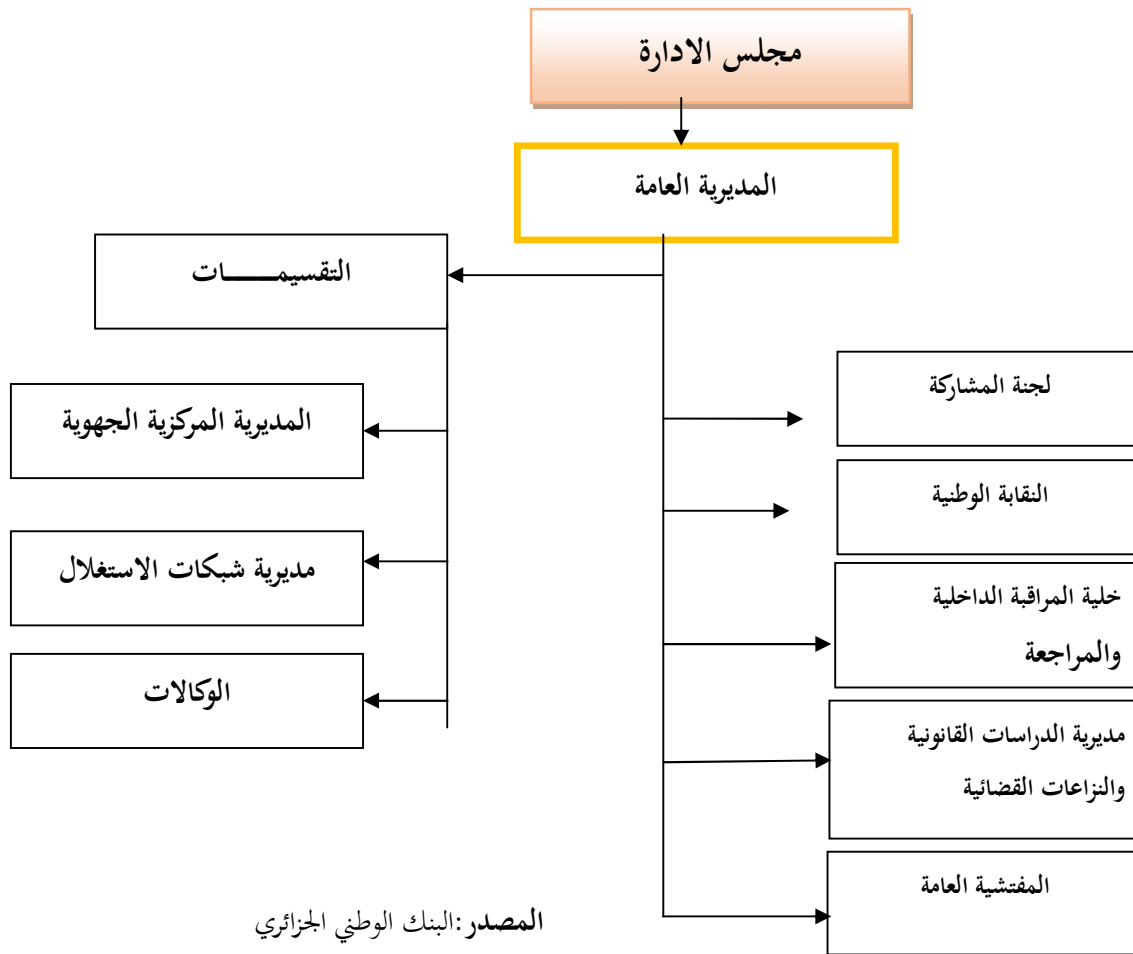 مجلس الادارة
المديرية العامة
التقسيمـــــــــات
لجنة المشاركة
المديرية المركزية الجهوية
النقابة الوطنية
مديرية شبكات الاستغلال
خلية المراقبة الداخلية
والمراجعة
الوكالات
مديرية الدراسات القانونية
والنزاعات القضائية
المفتشية العامة
المصدر:البنك الوطني الجزائري